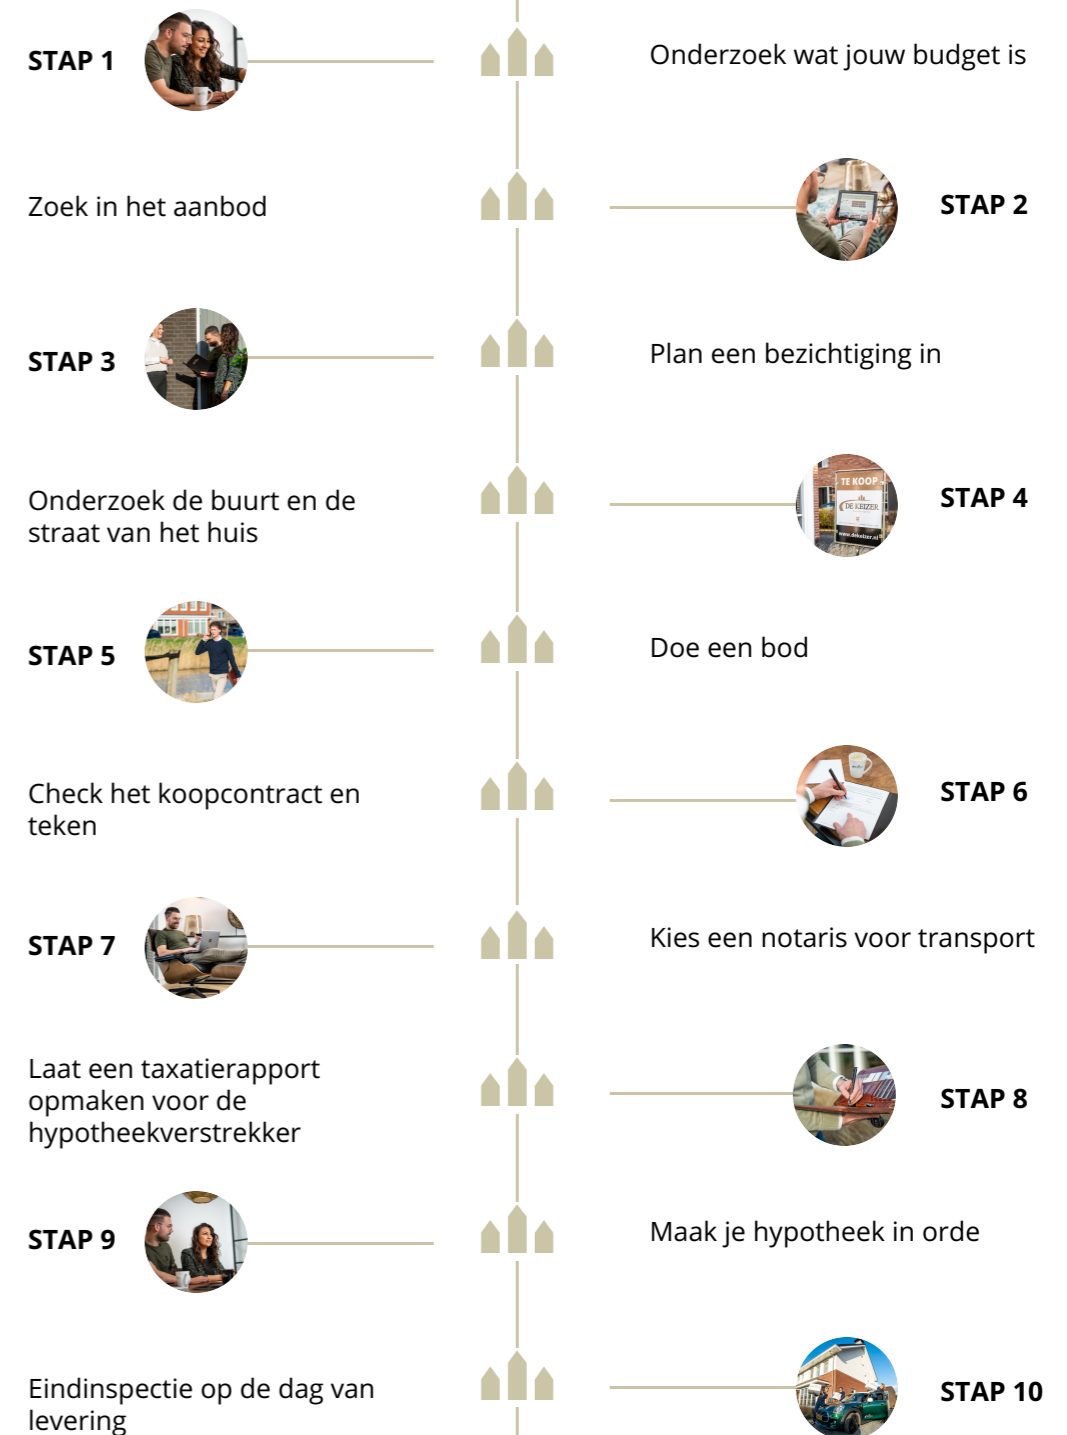 STAP 1
Onderzoek wat jouw budget is
Zoek in het aanbod
STAP 2
STAP 3
Plan een bezichtiging in
Onderzoek de buurt en de
straat van het huis
TE KOOP
DE KEIZER
www.dekeizer.nl
STAP 4
STAP 5
Doe een bod
Check het koopcontract en
teken
STAP 6
STAP 7
Kies een notaris voor transport
Laat een taxatierapport
opmaken voor de
hypotheekverstrekker
STAP 8
STAP 9
Maak je hypotheek in orde
Eindinspectie op de dag van
levering
STAP 10